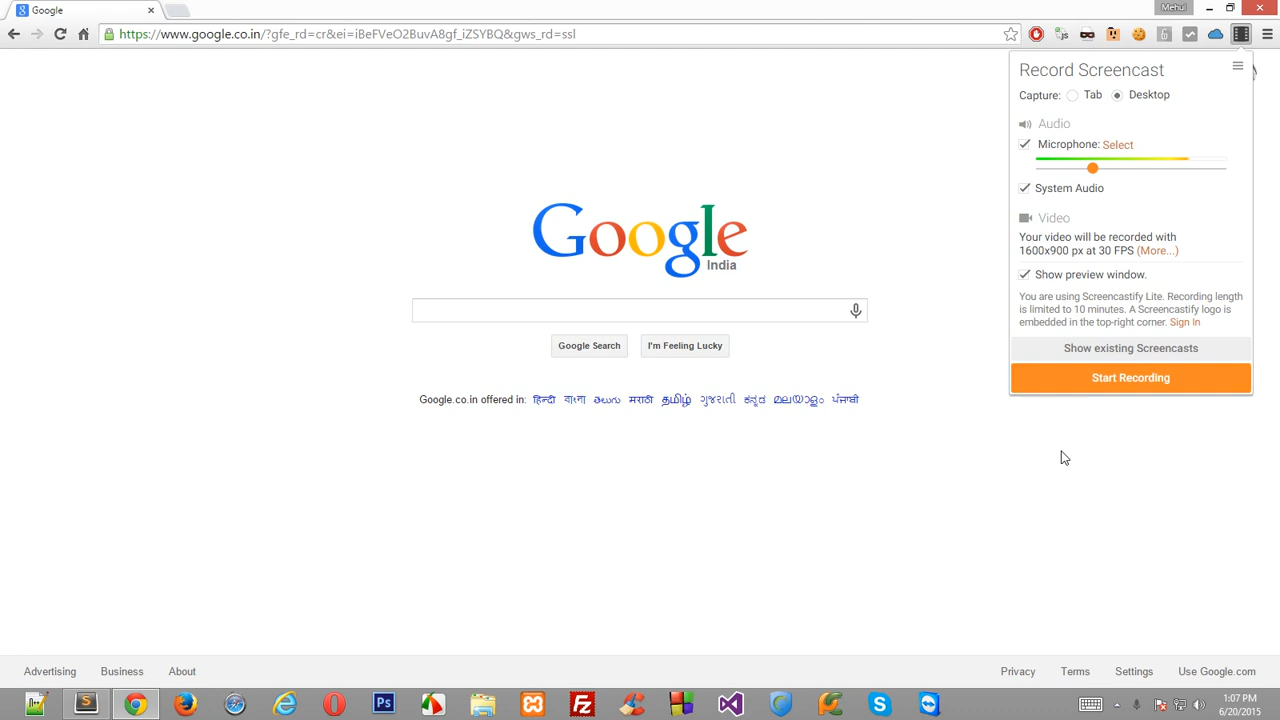 Google
Mehul
https://www.google.co.in/?gfe_rd=cr&ei=iBeFVeO2BuvA8gf_iZSYBQ&gws_rd=ssl
Record Screencast
Capture: Tab Desktop
Audio
Microphone: Select
System Audio
Video
Your video will be recorded with
1600x900 px at 30 FPS (More...)
Show preview window.
You are using Screencastify Lite. Recording length
is limited to 10 minutes. A Screencastify logo is
embedded in the top-right corner. Sign In
Show existing Screencasts
Start Recording
Google
India
Google Search I'm Feeling Lucky
Google.co.in offered in: हिन्दी বাংলা తెలుగు मराठी தமிழ் ગુજરાતી ಕನ್ನಡ മലയാളം ਪੰਜਾਬੀ
Advertising Business About Privacy Terms Settings Use Google.com
1:07 PM
6/20/2015